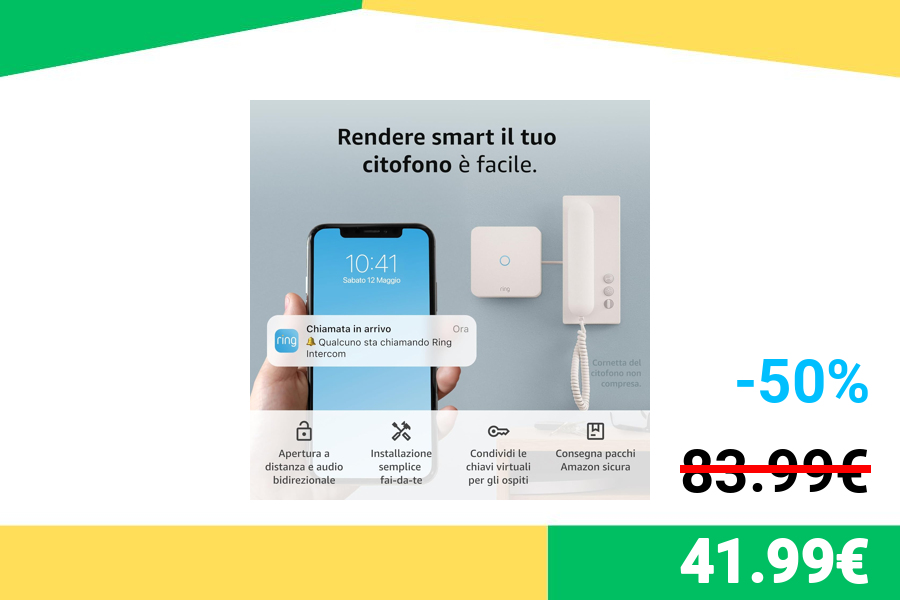 Rendere smart il tuo
citofono è facile.
10:41
Sabato 12 Maggio
ring
Chiamata in arrivo
Ora
🔔 Qualcuno sta chiamando Ring
Intercom
ring
Cornetta del
citofono non
compresa.
Apertura a
distanza e audio
bidirezionale
Installazione
semplice
fai-da-te
Condividi le
chiavi virtuali
per gli ospiti
Consegna pacchi
Amazon sicura
-50%
83.99€
41.99€